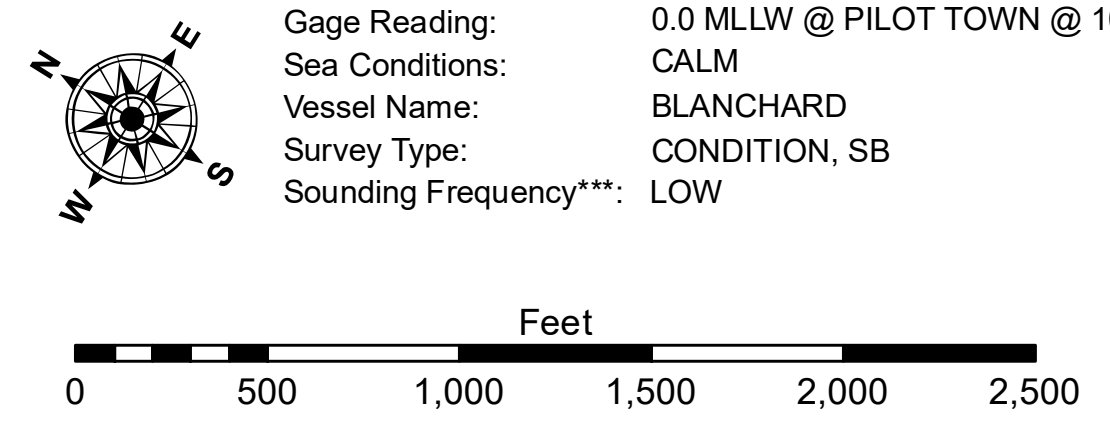 N
E
S
W
Gage Reading: 0.0 MLLW @ PILOT TOWN @
Sea Conditions: CALM
Vessel Name: BLANCHARD
Survey Type: CONDITION, SB
Sounding Frequency***: LOW
Feet
0 500 1,000 1,500 2,000 2,500